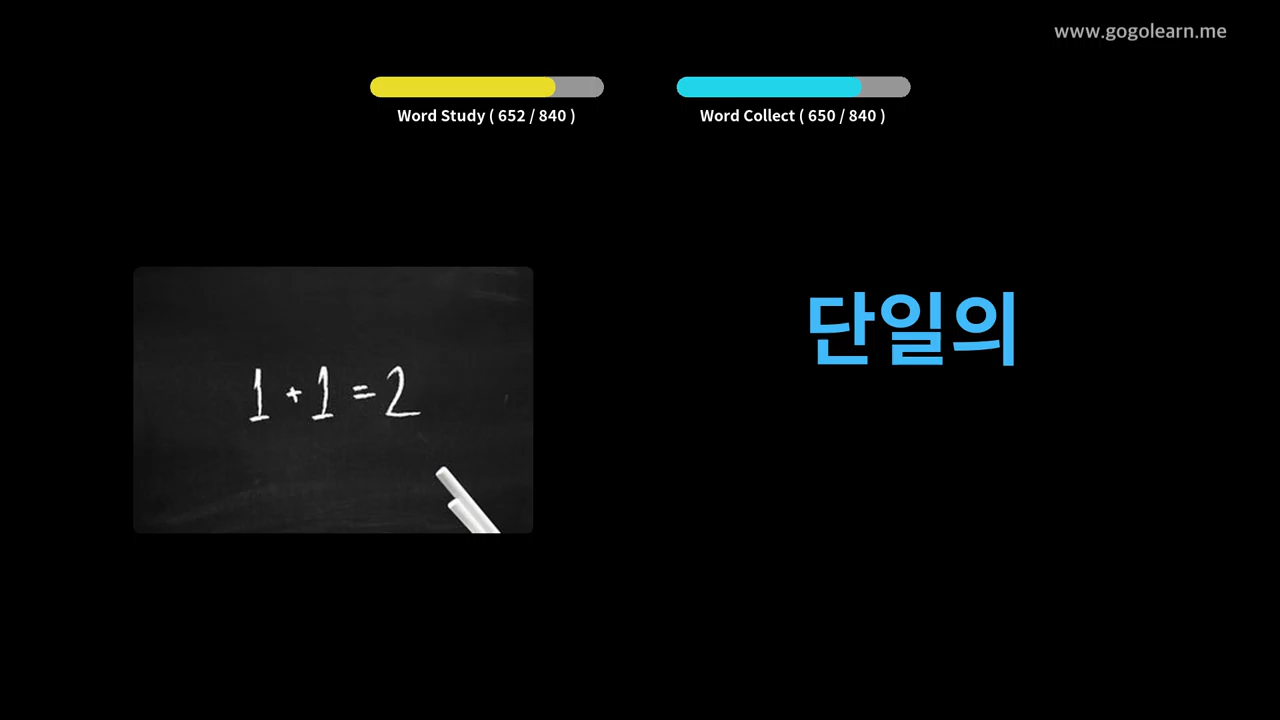 www.gogolearn.me
Word Study ( 652 / 840 )
Word Collect ( 650 / 840 )
1 + 1 = 2
단일의